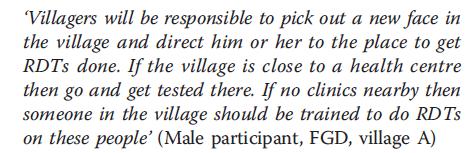 ‘Villagers will be responsible to pick out a new face in
the village and direct him or her to the place to get
RDTs done. If the village is close to a health centre
then go and get tested there. If no clinics nearby then
someone in the village should be trained to do RDTs
on these people’ (Male participant, FGD, village A)